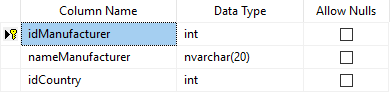 Column Name Data Type Allow Nulls
idManufacturer int
nameManufacturer nvarchar(20)
idCountry int